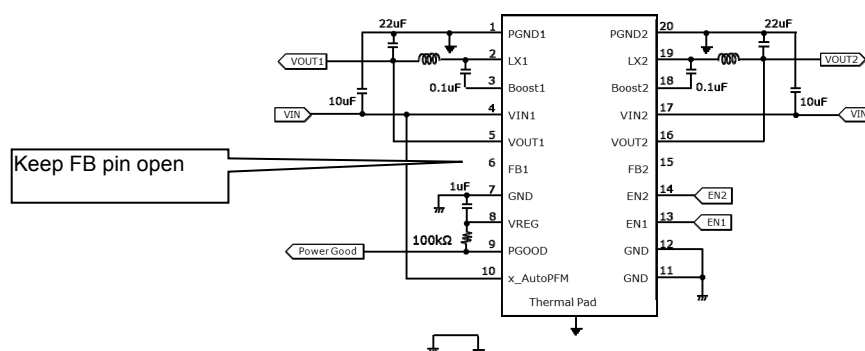 22uF 1 PGND1 PGND2 20 22uF
VOUT1 2 LX1 LX2 19 VOUT2
0.1uF 3 Boost1 Boost2 18 0.1uF
10uF 10uF
VIN 4 VIN1 VIN2 17 VIN
5 VOUT1 VOUT2 16
Keep FB pin open
6 FB1 FB2 15
1uF 7 GND EN2 14 EN2
8 VREG EN1 13 EN1
100kΩ
Power Good 9 PGOOD GND 12
10 x_AutoPFM GND 11
Thermal Pad